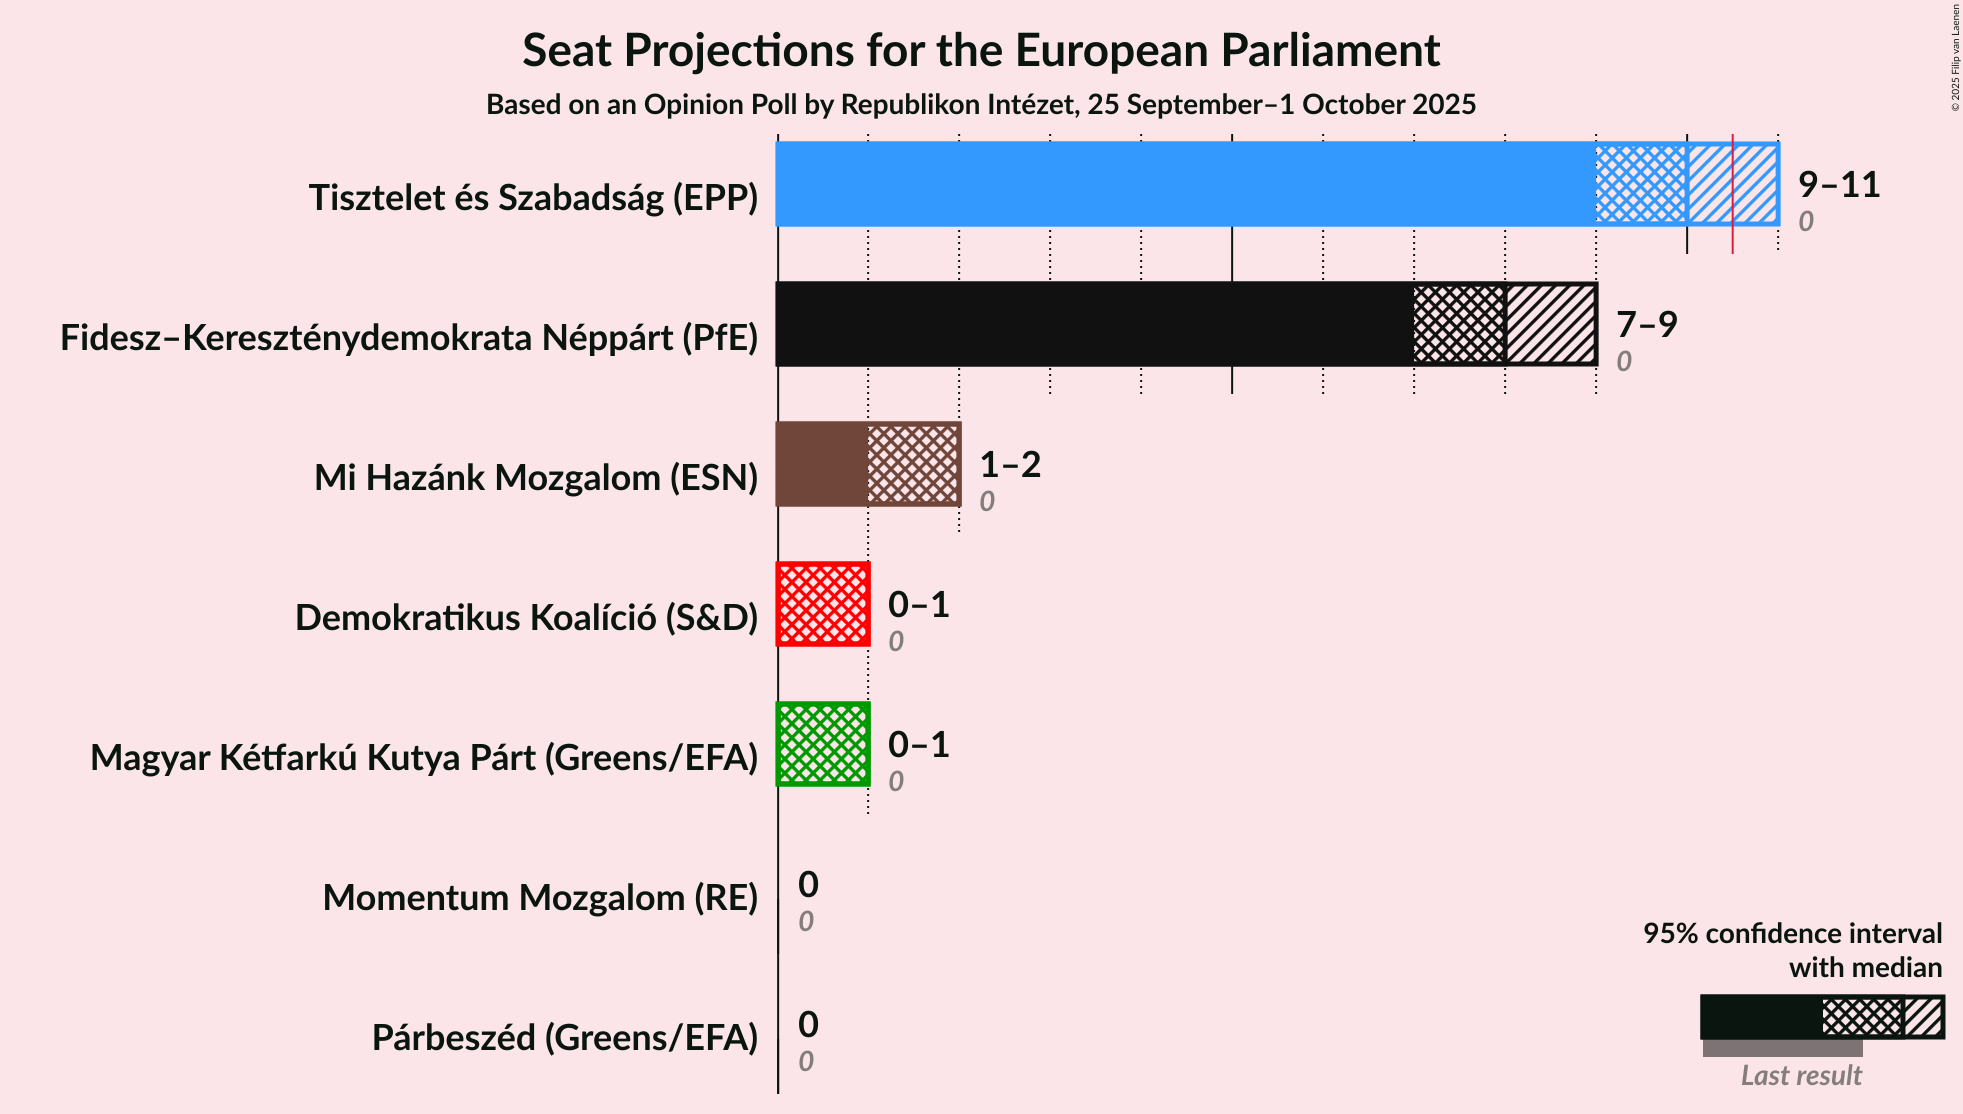 Seat Projections for the European Parliament
Based on an Opinion Poll by Republikon Intézet, 25 September–1 October 2025
© 2025 Filip van Laenen
Tisztelet és Szabadság (EPP)
9–11
0
Fidesz–Kereszténydemokrata Néppárt (PfE)
7–9
0
Mi Hazánk Mozgalom (ESN)
1–2
0
Demokratikus Koalíció (S&D)
0–1
0
Magyar Kétfarkú Kutya Párt (Greens/EFA)
0–1
0
Momentum Mozgalom (RE)
0
0
Párbeszéd (Greens/EFA)
0
0
95% confidence interval
with median
Last result